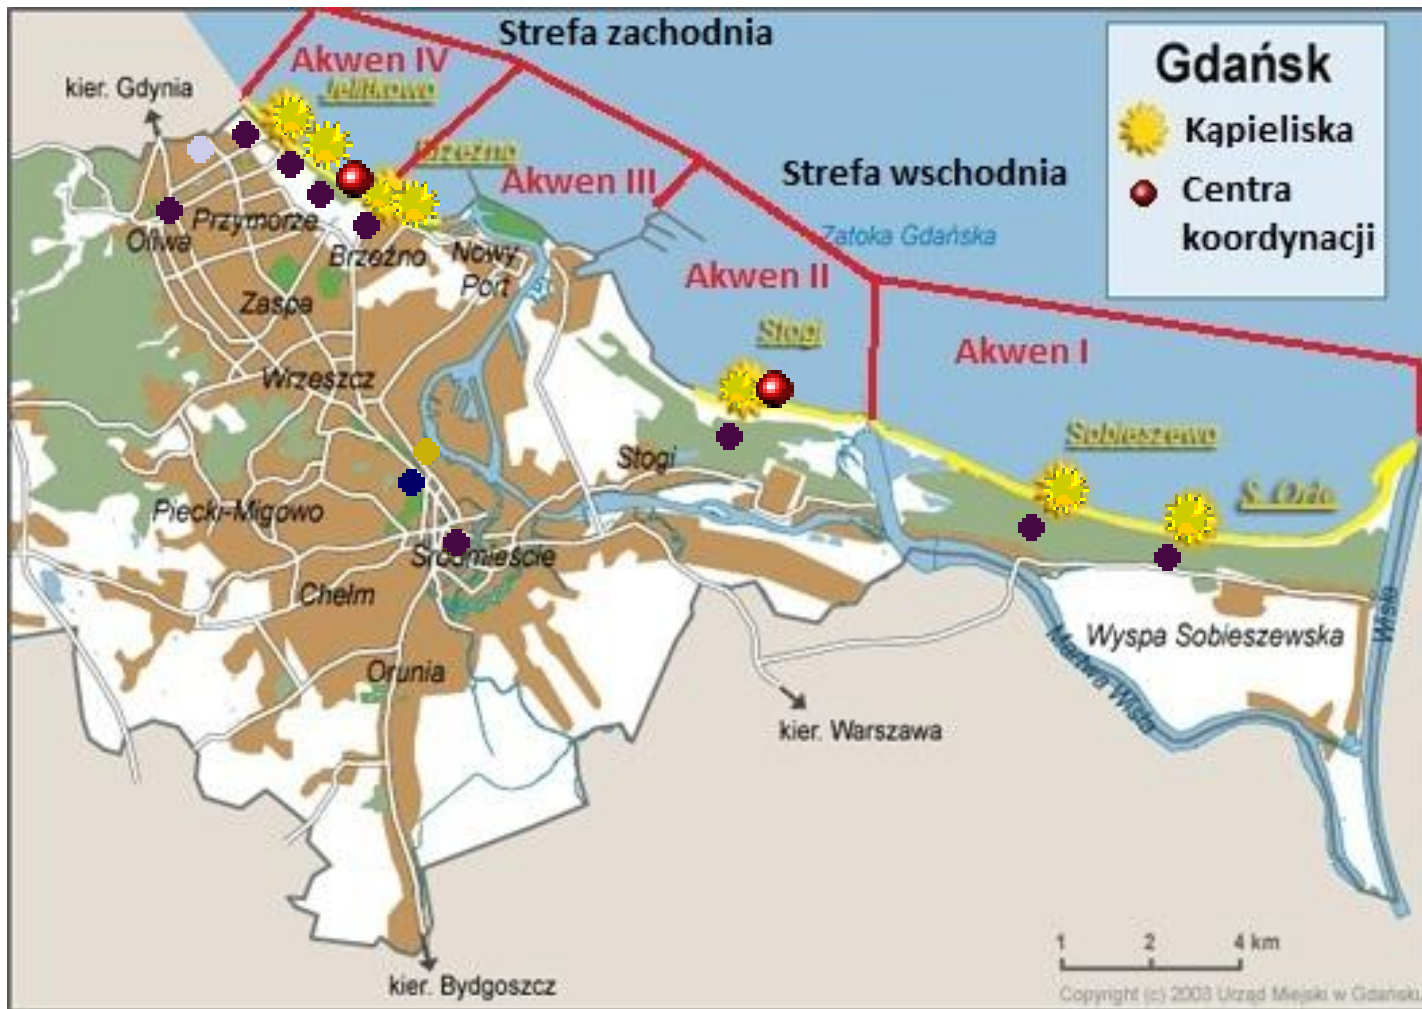 Strefa zachodnia
Akwen IV
Jelitkowo
kier. Gdynia
Brzeźno
Akwen III
Strefa wschodnia
Zatoka Gdańska
Akwen II
Gdańsk
Kąpieliska
Centra
koordynacji
Przymorze
Oliwa
Brzeźno
Nowy
Port
Zaspa
Stogi
Akwen I
Wrzeszcz
Sobieszewo
Stogi
S. Orle
Piecki-Migowo
Śródmieście
Chełm
Wyspa Sobieszewska
Wisła
Martwa Wisła
Orunia
kier. Warszawa
kier. Bydgoszcz
1 2 4 km
Copyright (c) 2003 Urząd Miejski w Gdańsku